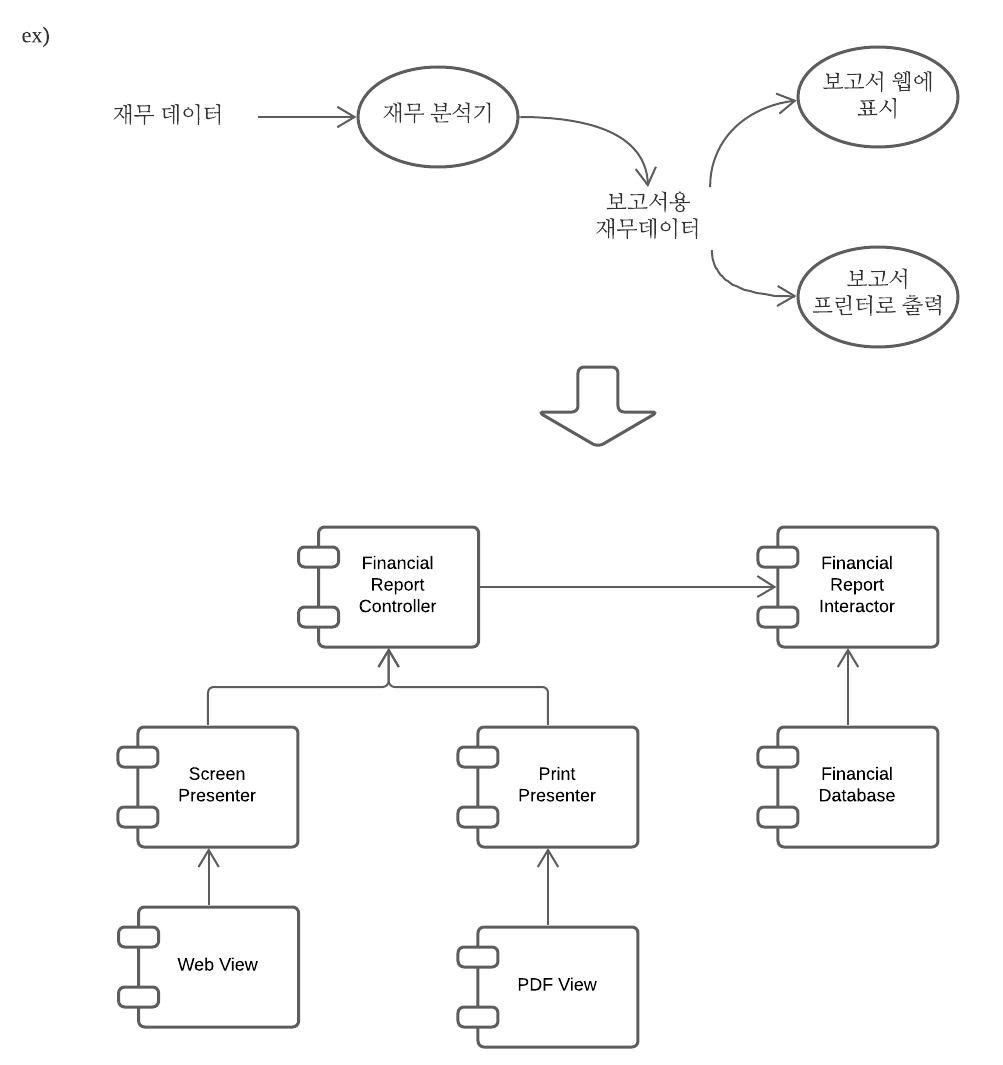 ex)
재무 데이터
재무 분석기
보고서 웹에
표시
보고서용
재무데이터
보고서
프린터로 출력
Financial
Report
Controller
Financial
Report
Interactor
Screen
Presenter
Print
Presenter
Financial
Database
Web View
PDF View